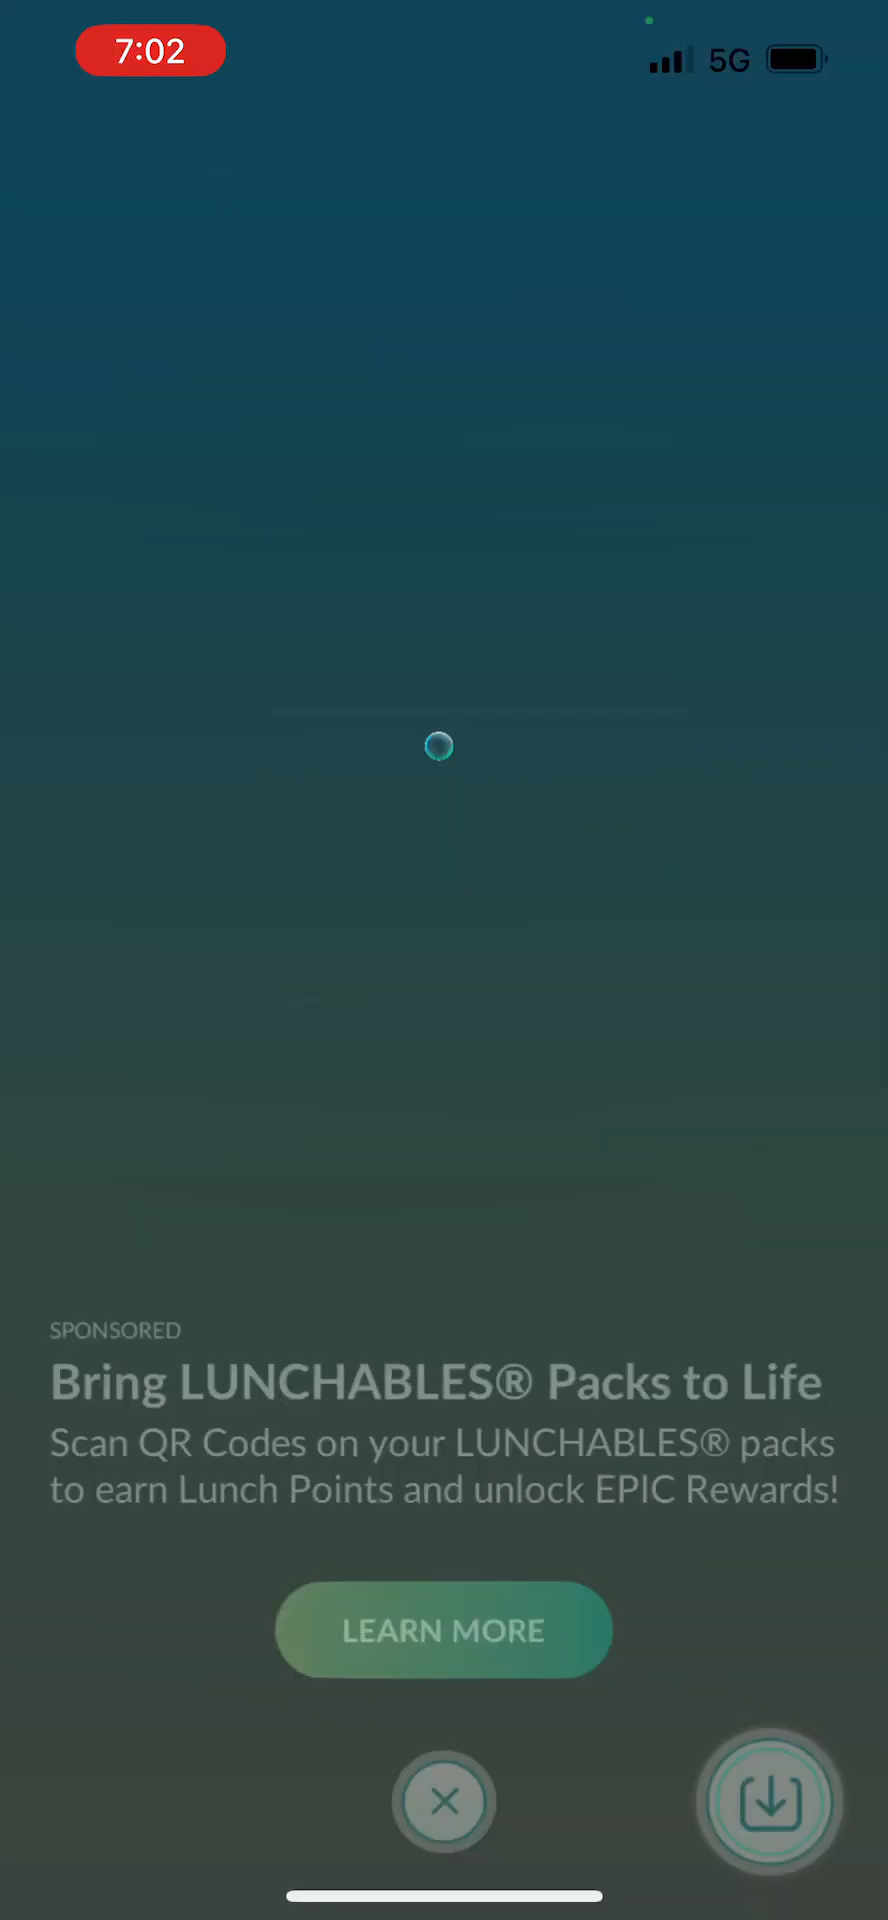 7:02
5G
SPONSORED
Bring LUNCHABLES® Packs to Life
Scan QR Codes on your LUNCHABLES® packs
to earn Lunch Points and unlock EPIC Rewards!
LEARN MORE